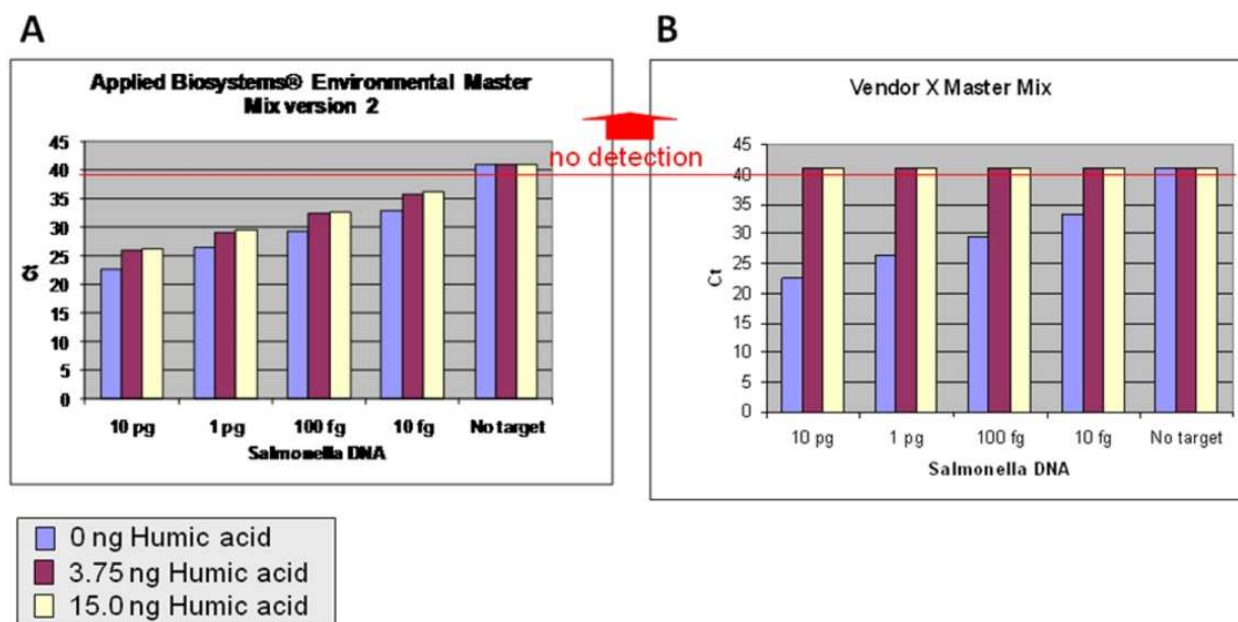 A
Applied Biosystems® Environmental Master
Mix version 2
45
40
35
30
25
20
15
10
5
0
Ct
10 pg 1 pg 100 fg 10 fg No target
Salmonella DNA
no detection
B
Vendor X Master Mix
45
40
35
30
25
20
15
10
5
0
Ct
10 pg 1 pg 100 fg 10 fg No target
Salmonella DNA
0 ng Humic acid
3.75 ng Humic acid
15.0 ng Humic acid